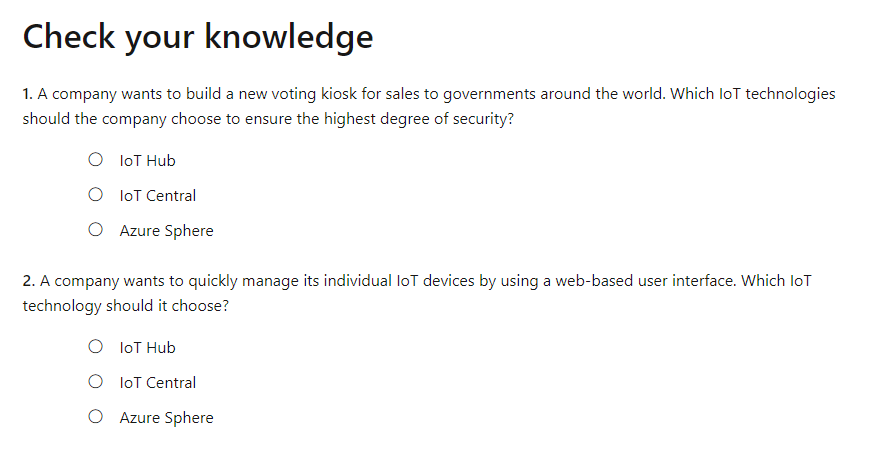 Check your knowledge
1. A company wants to build a new voting kiosk for sales to governments around the world. Which IoT technologies
should the company choose to ensure the highest degree of security?
IoT Hub
IoT Central
Azure Sphere
2. A company wants to quickly manage its individual IoT devices by using a web-based user interface. Which IoT
technology should it choose?
IoT Hub
IoT Central
Azure Sphere